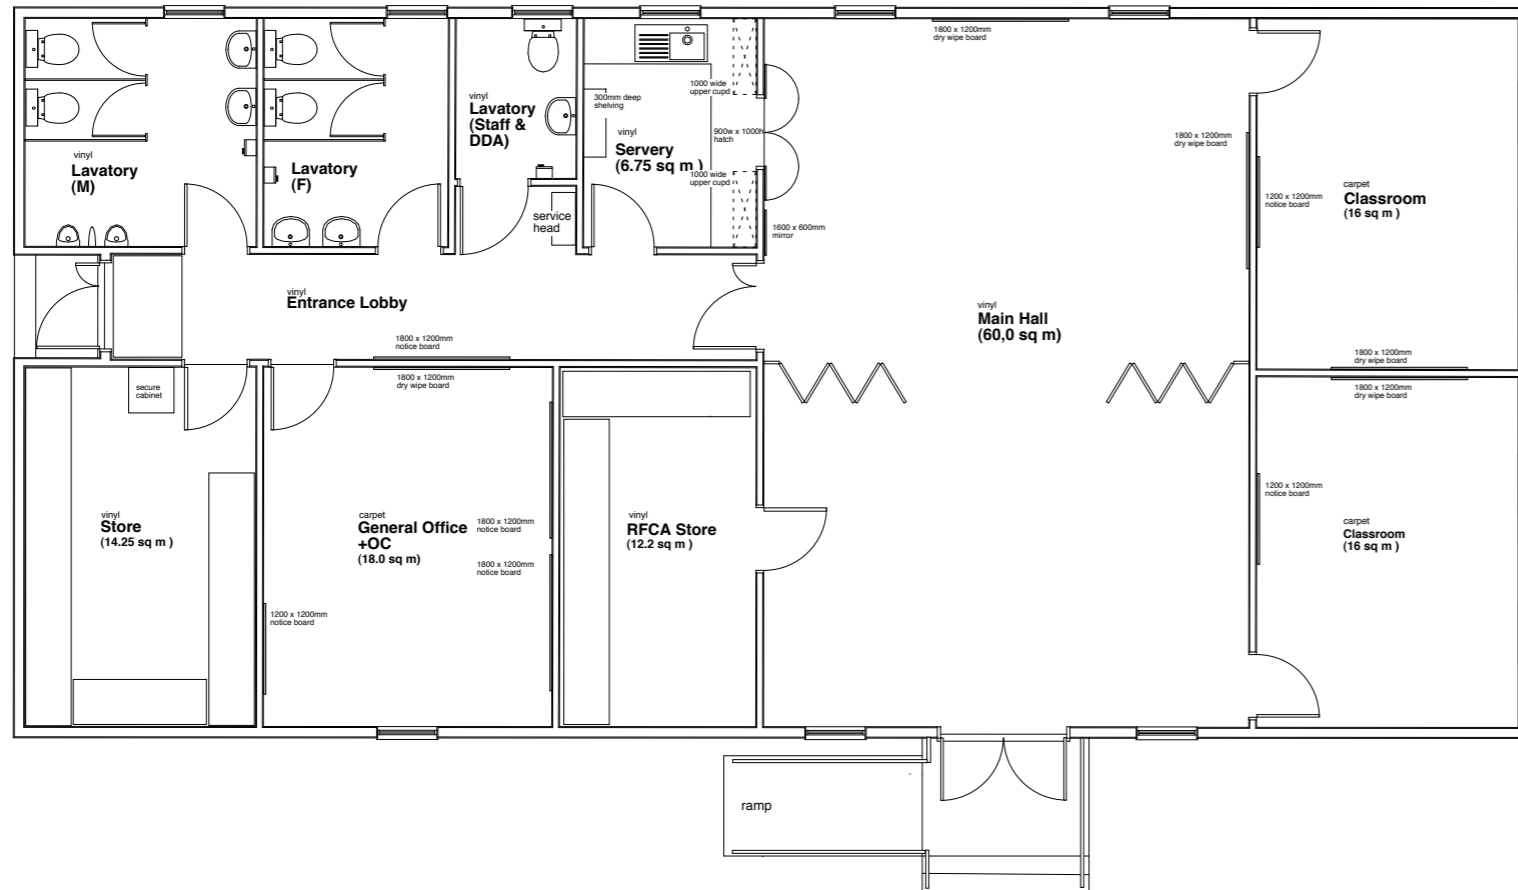 1800 x 1200mm
dry wipe board
vinyl
Lavatory
(M)
Lavatory
(F)
vinyl
Lavatory
(Staff &
DDA)
service
head
300mm deep
shelving
vinyl
Servery
(6.75 sq m )
1000 wide
upper cupd
900w x 1000h
hatch
1000 wide
upper cupd
1600 x 600mm
mirror
1800 x 1200mm
dry wipe board
1200 x 1200mm
notice board
carpet
Classroom
(16 sq m )
vinyl
Entrance Lobby
1800 x 1200mm
notice board
vinyl
Main Hall
(60,0 sq m)
1800 x 1200mm
dry wipe board
1800 x 1200mm
dry wipe board
secure
cabinet
1800 x 1200mm
dry wipe board
vinyl
Store
(14.25 sq m )
carpet
General Office
+OC
(18.0 sq m)
1800 x 1200mm
notice board
1800 x 1200mm
notice board
1200 x 1200mm
notice board
vinyl
RFCA Store
(12.2 sq m )
1200 x 1200mm
notice board
carpet
Classroom
(16 sq m )
ramp